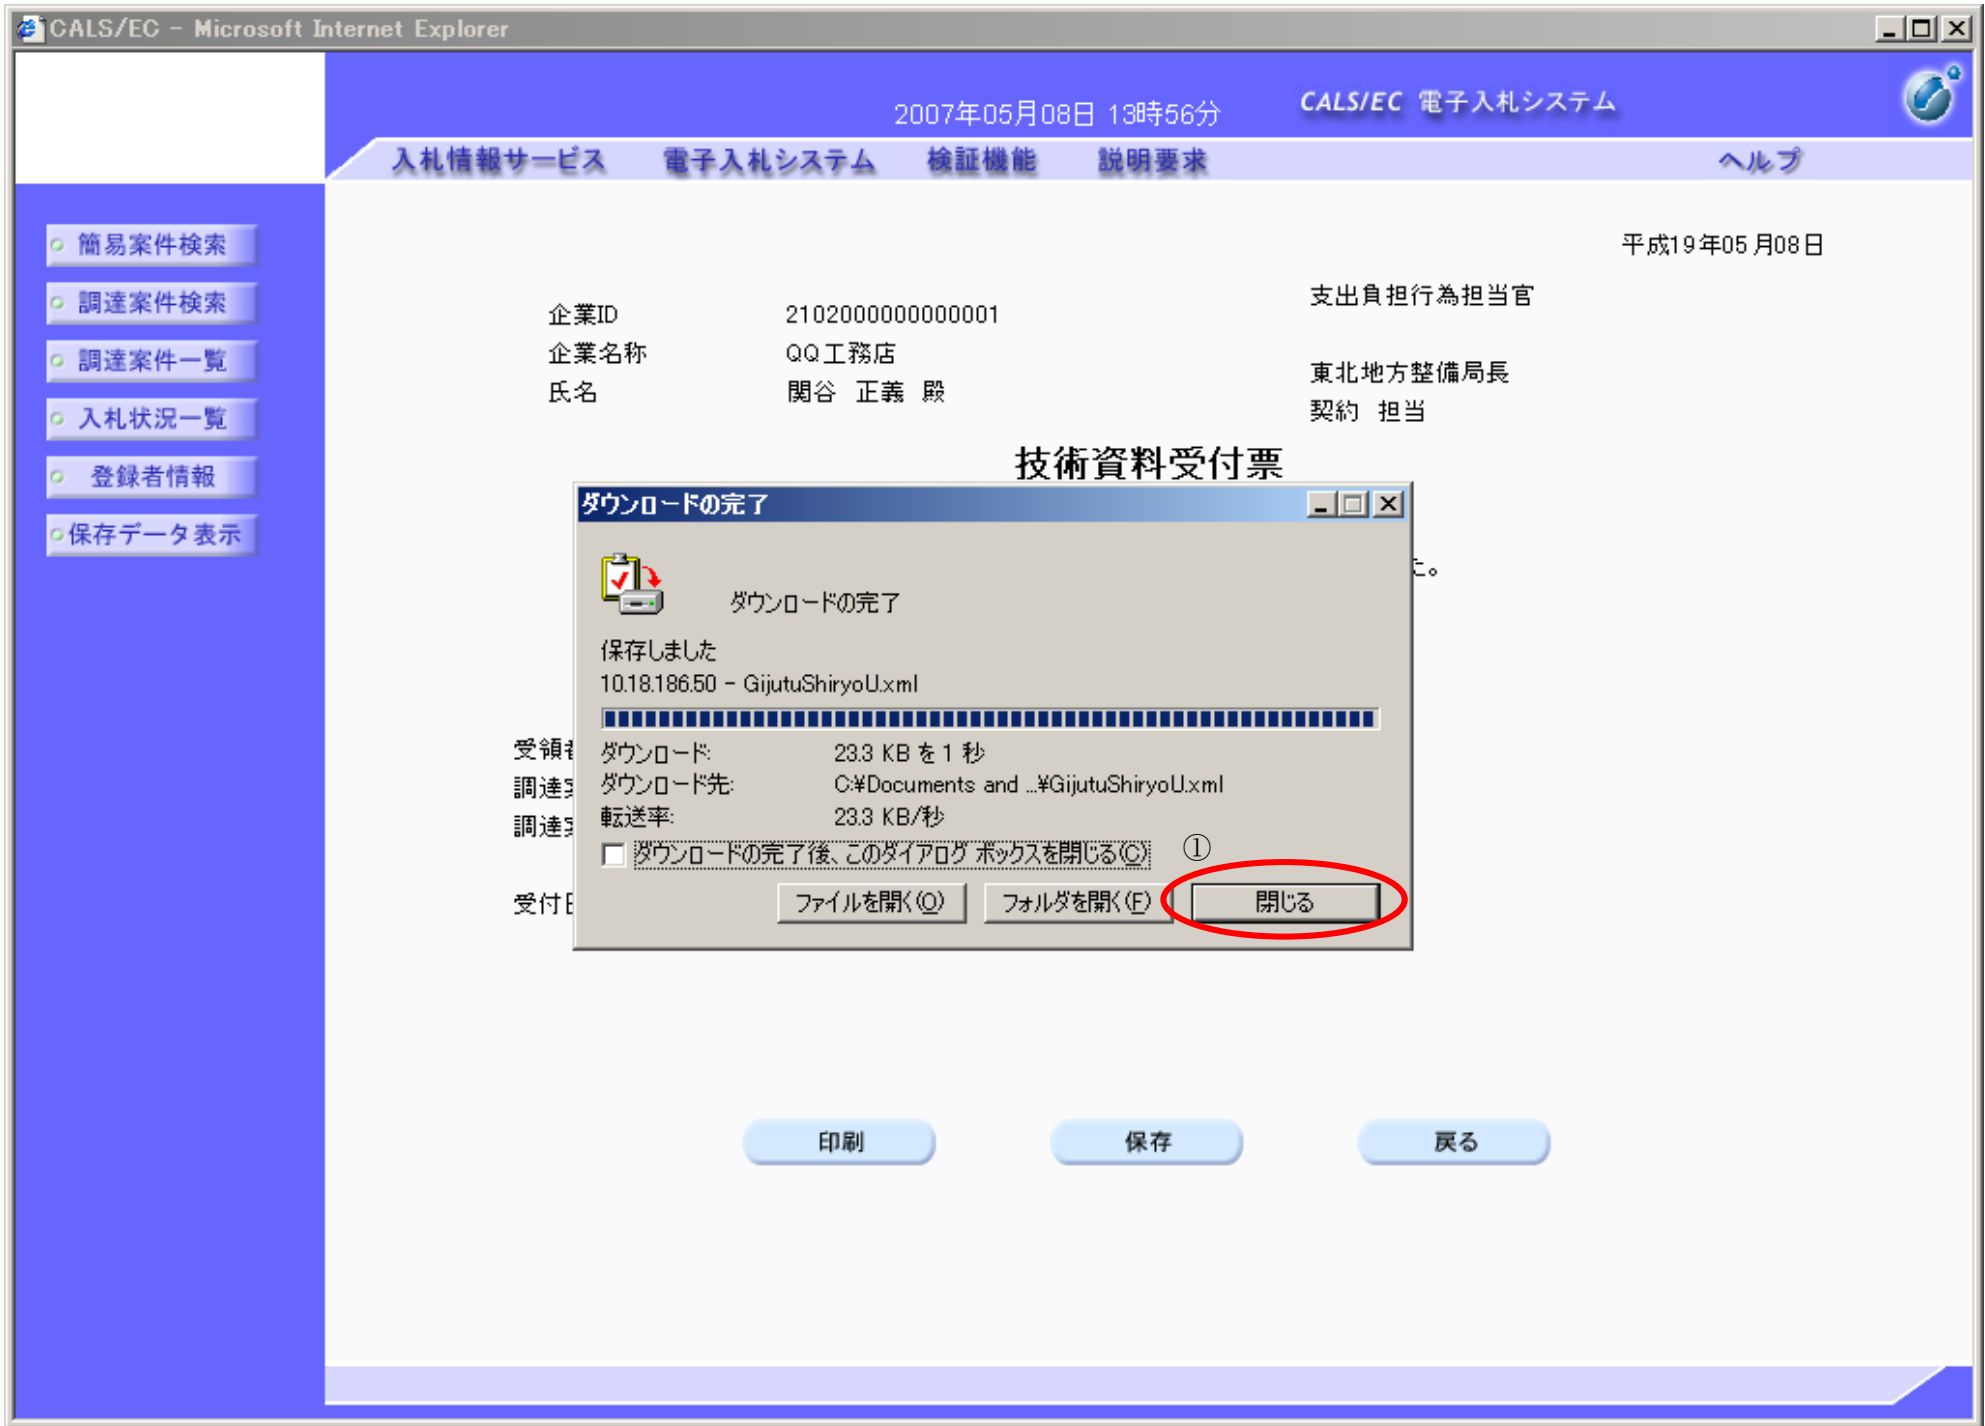 CALS/EC - Microsoft Internet Explorer
2007年05月08日 13時56分
CALS/EC 電子入札システム
入札情報サービス 電子入札システム 検証機能 説明要求 ヘルプ
簡易案件検索
調達案件検索
調達案件一覧
入札状況一覧
登録者情報
保存データ表示
平成19年05月08日
支出負担行為担当官
企業ID 2102000000000001
企業名称 QQ工務店
氏名 関谷 正義 殿
東北地方整備局長
契約 担当
技術資料受付票
た。
受領
調達
調達
受付
ダウンロードの完了
ダウンロードの完了
保存しました
10.18.186.50 - GijutuShiryoU.xml
ダウンロード: 23.3 KB を 1 秒
ダウンロード先: C:¥Documents and ...¥GijutuShiryoU.xml
転送率: 23.3 KB/秒
ダウンロードの完了後、このダイアログ ボックスを閉じる(C)
①
ファイルを開く(O) フォルダを開く(F) 閉じる
印刷 保存 戻る